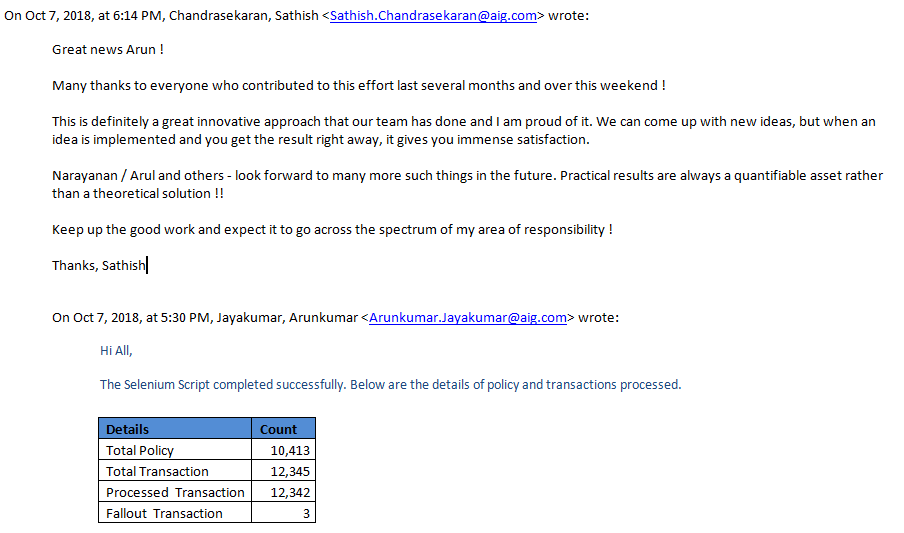 On Oct 7, 2018, at 6:14 PM, Chandrasekaran, Sathish <Sathish.Chandrasekaran@aig.com> wrote:
Great news Arun !
Many thanks to everyone who contributed to this effort last several months and over this weekend !
This is definitely a great innovative approach that our team has done and I am proud of it. We can come up with new ideas, but when an
idea is implemented and you get the result right away, it gives you immense satisfaction.
Narayanan / Arul and others - look forward to many more such things in the future. Practical results are always a quantifiable asset rather
than a theoretical solution !!
Keep up the good work and expect it to go across the spectrum of my area of responsibility !
Thanks, Sathish
On Oct 7, 2018, at 5:30 PM, Jayakumar, Arunkumar <Arunkumar.Jayakumar@aig.com> wrote:
Hi All,
The Selenium Script completed successfully. Below are the details of policy and transactions processed.
Details Count
Total Policy 10,413
Total Transaction 12,345
Processed Transaction 12,342
Fallout Transaction 3